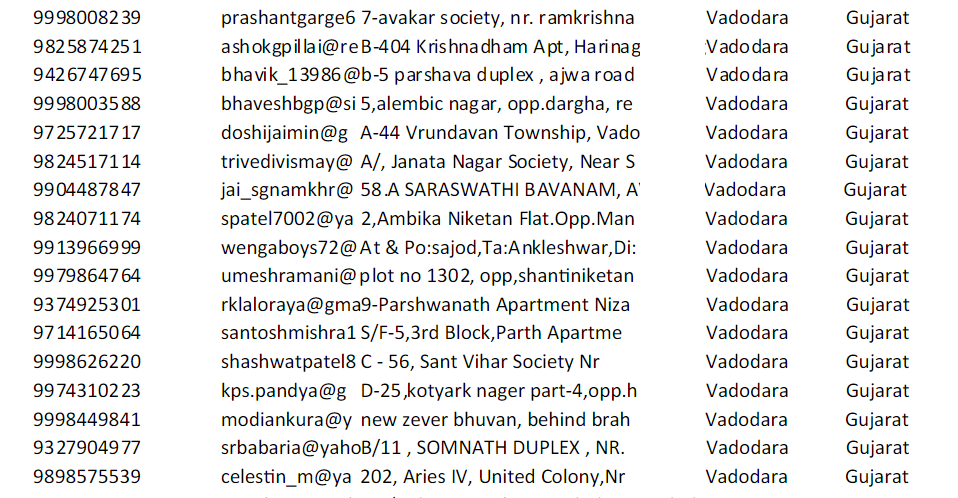 9998008239 prashantgarge6 7-avakar society, nr. ramkrishna Vadodara Gujarat
9825874251 ashokgpillai@re B-404 Krishnadham Apt, Harinag Vadodara Gujarat
9426747695 bhavik_13986@ b-5 parshava duplex , ajwa road Vadodara Gujarat
9998003588 bhaveshbgp@si 5,alembic nagar, opp.dargha, re Vadodara Gujarat
9725721717 doshijaimin@g A-44 Vrundavan Township, Vado Vadodara Gujarat
9824517114 trivedivismay@ A/, Janata Nagar Society, Near S Vadodara Gujarat
9904487847 jai_sgnamkhr@ 58.A SARASWATHI BAVANAM, Vadodara Gujarat
9824071174 spatel7002@ya 2,Ambika Niketan Flat.Opp.Man Vadodara Gujarat
9913966999 wengaboys72@ At & Po:sajod,Ta:Ankleshwar,Di: Vadodara Gujarat
9979864764 umeshramani@ plot no 1302, opp,shantiniketan Vadodara Gujarat
9374925301 rklaloraya@gma 9-Parshwanath Apartment Niza Vadodara Gujarat
9714165064 santoshmishra1 S/F-5,3rd Block,Parth Apartme Vadodara Gujarat
9998626220 shashwatpatel8 C - 56, Sant Vihar Society Nr Vadodara Gujarat
9974310223 kps.pandya@g D-25,kotyark nager part-4,opp.h Vadodara Gujarat
9998449841 modiankura@y new zever bhuvan, behind brah Vadodara Gujarat
9327904977 srbabaria@yaho B/11 , SOMNATH DUPLEX , NR. Vadodara Gujarat
9898575539 celestin_m@ya 202, Aries IV, United Colony,Nr Vadodara Gujarat